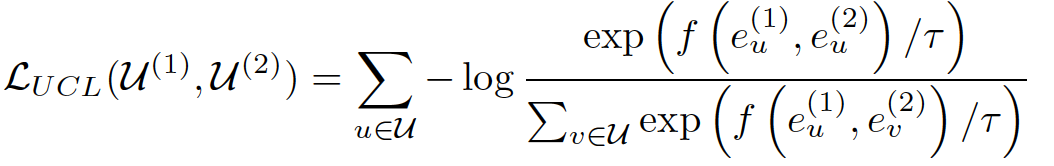 \mathcal{L}_{UCL}(\mathcal{U}^{(1)}, \mathcal{U}^{(2)}) = \sum_{u \in \mathcal{U}} -\log \frac{\exp\left(f\left(e_u^{(1)}, e_u^{(2)}\right)/\tau\right)}{\sum_{v \in \mathcal{U}} \exp\left(f\left(e_u^{(1)}, e_v^{(2)}\right)/\tau\right)}